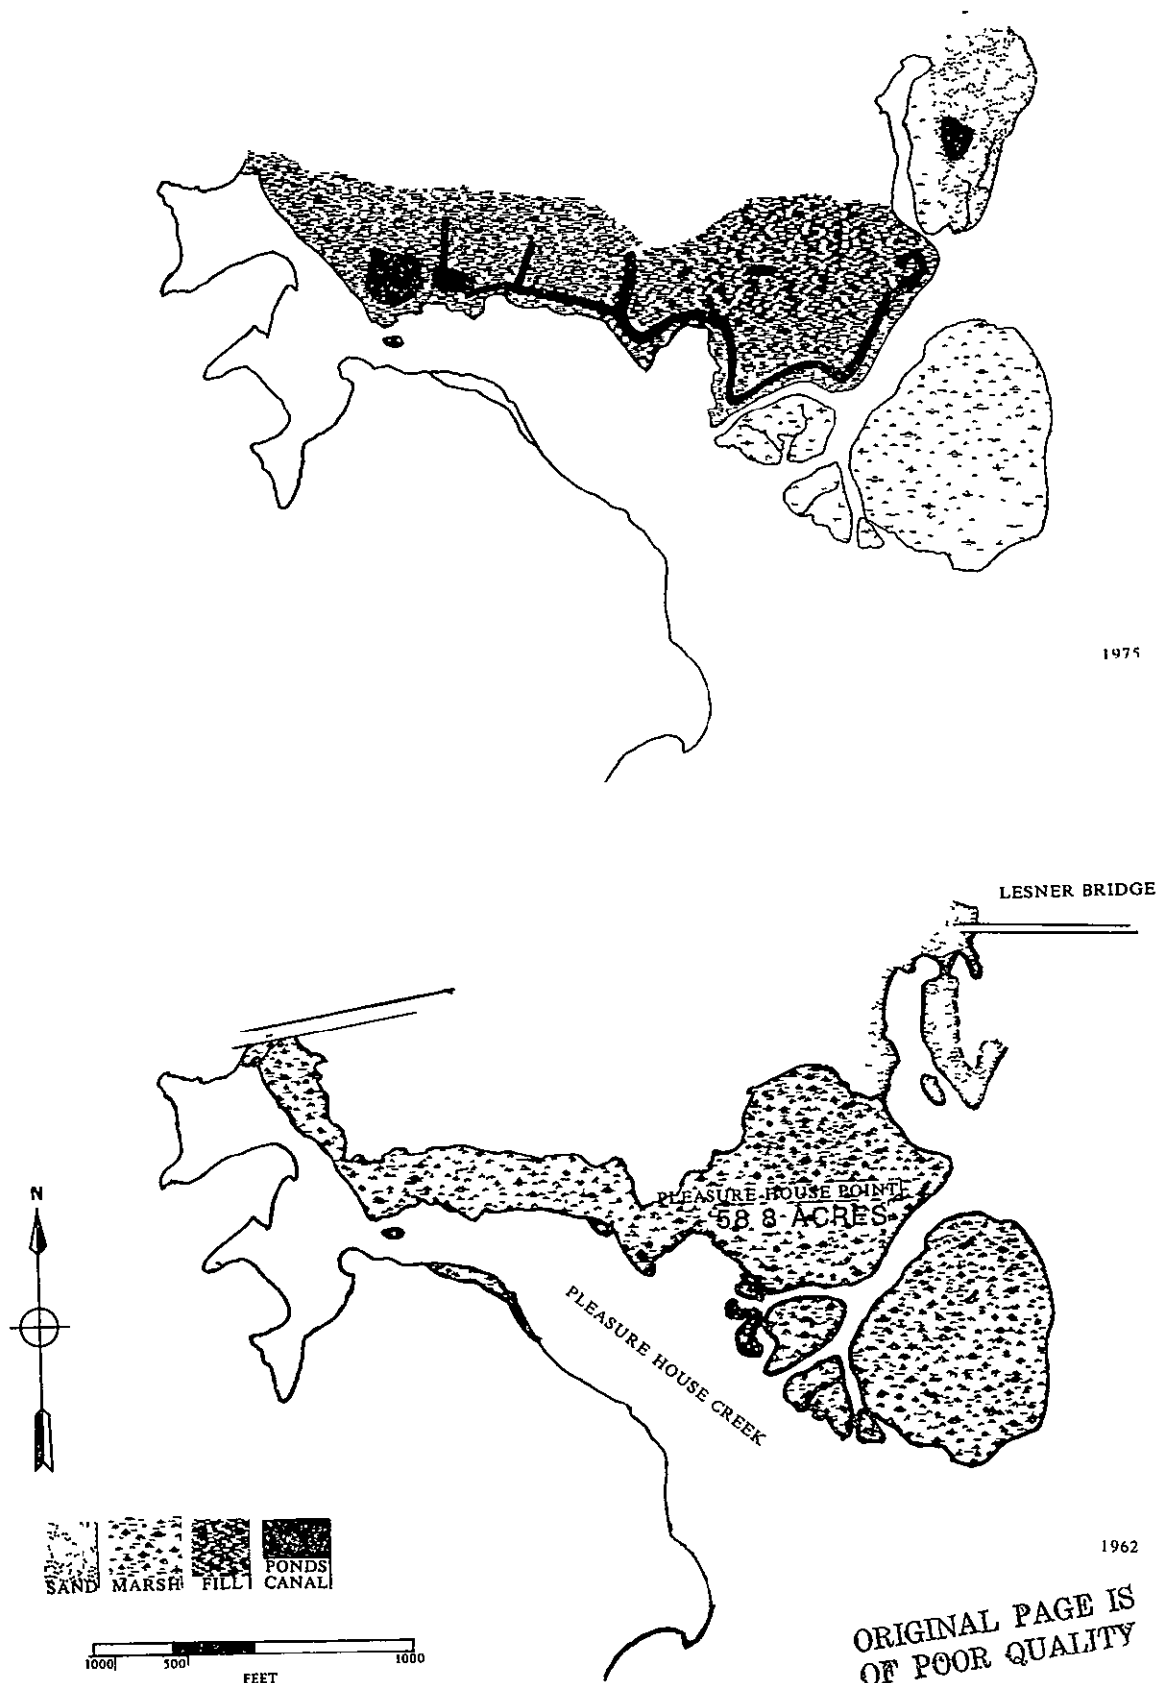 1975
LESNER BRIDGE
PLEASURE HOUSE POINT
58.8 ACRES
N
PLEASURE HOUSE CREEK
SAND MARSH FILL PONDS
CANAL
1962
1000 500 1000
FEET
ORIGINAL PAGE IS
OF POOR QUALITY